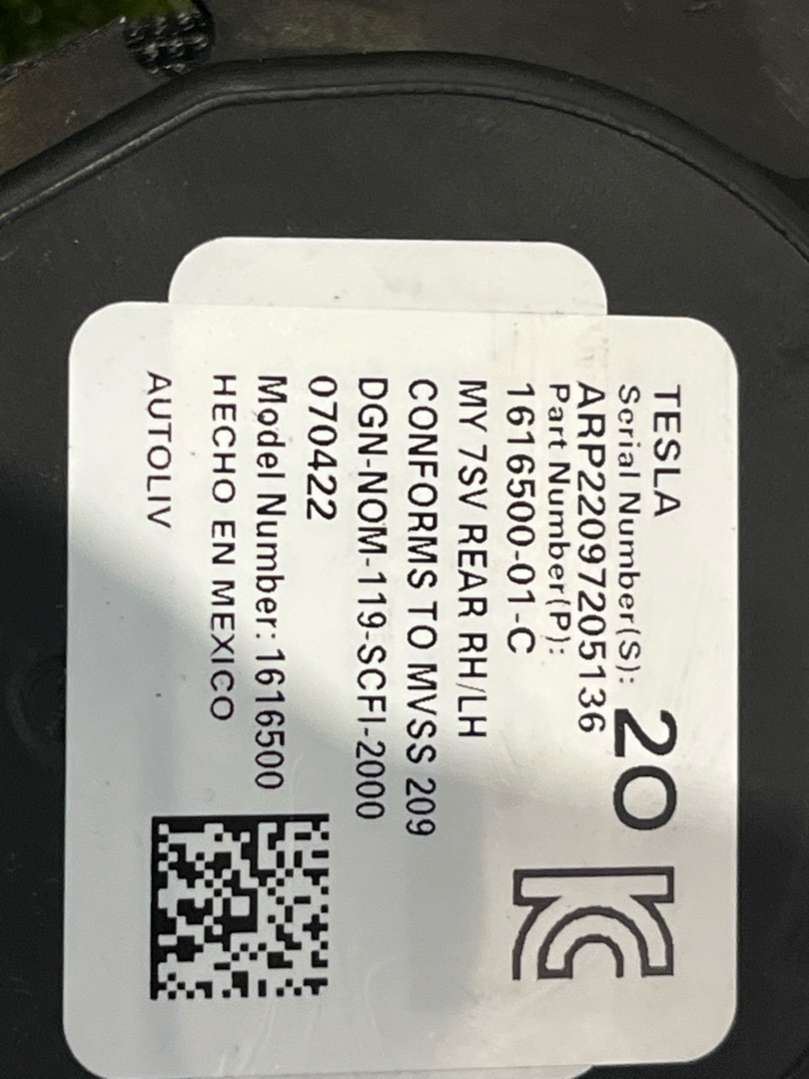 TESLA
Serial Number(S):
ARP220972205136
20
Part Number(P):
1616500-01-C
MY 7SV REAR RH/LH
CONFORMS TO MVSS 209
DGN-NOM-119-SCFI-2000
070422
Model Number: 1616500
HECHO EN MEXICO
AUTOLIV